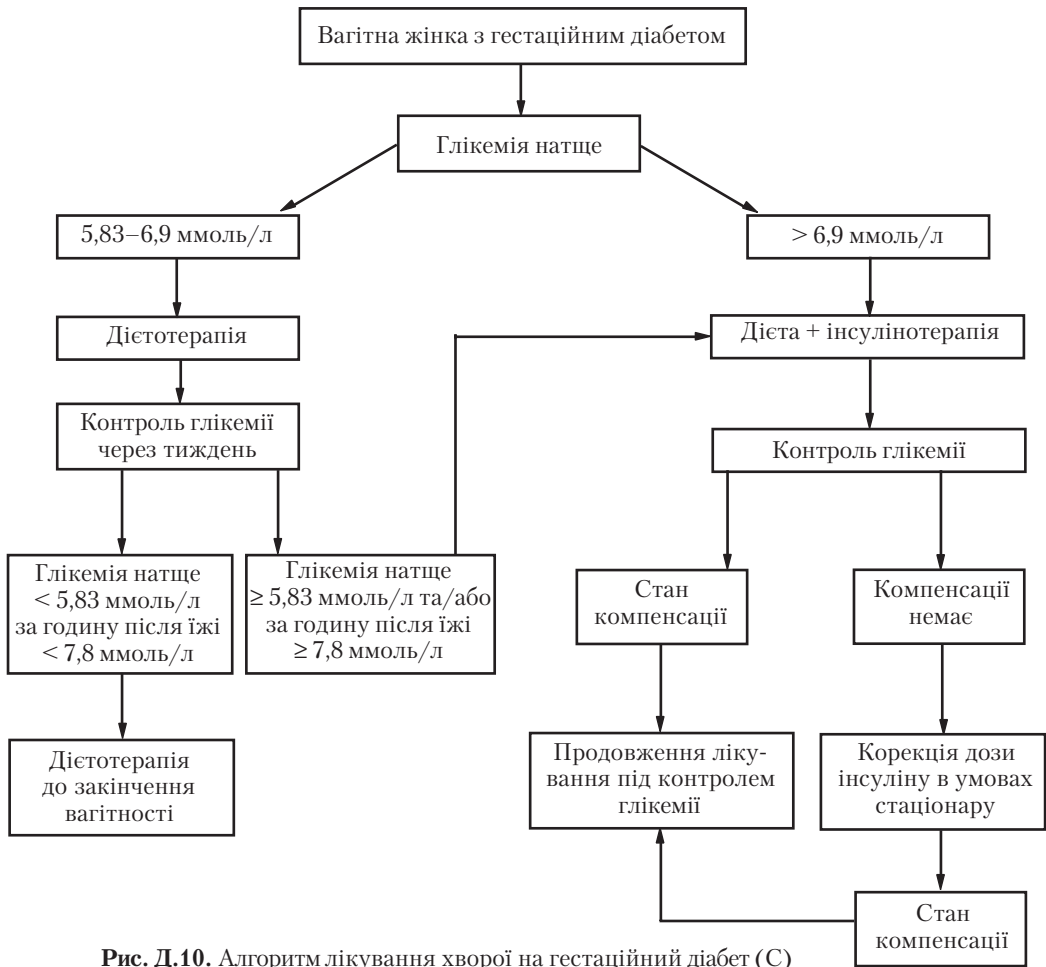 Вагітна жінка з гестаційним діабетом
Глікемія натще
5,83–6,9 ммоль/л
> 6,9 ммоль/л
Дієтотерапія
Дієта + інсулінотерапія
Контроль глікемії
через тиждень
Контроль глікемії
Глікемія натще
< 5,83 ммоль/л
за годину після їжі
< 7,8 ммоль/л
Глікемія натще
≥ 5,83 ммоль/л та/або
за годину після їжі
≥ 7,8 ммоль/л
Стан
компенсації
Компенсації
немає
Дієтотерапія
до закінчення
вагітності
Продовження ліку-
вання під контролем
глікемії
Корекція дози
інсуліну в умовах
стаціонару
Стан
компенсації
Рис. Д.10. Алгоритм лікування хворої на гестаційний діабет (С)